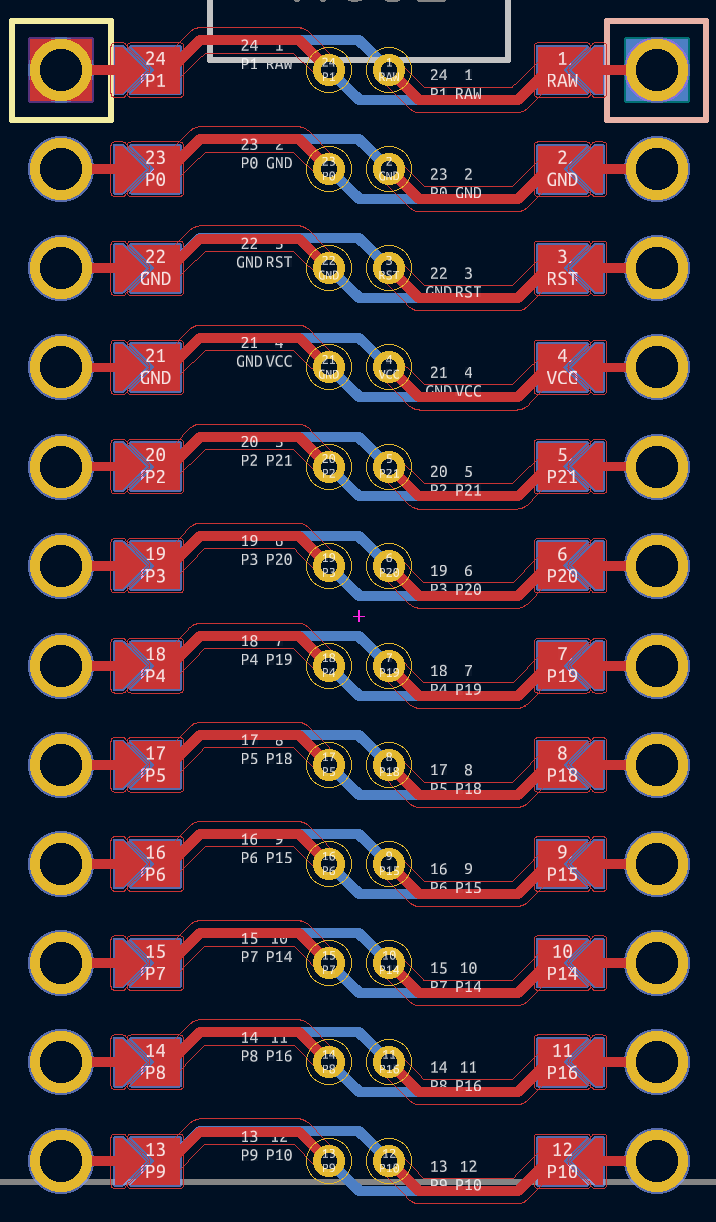 24 24 1 24 1 24 1 1
P1 P1 RAW P1 RAW P1 RAW RAW
23 23 2 23 2 23 2 2
P0 P0 GND P0 GND P0 GND GND
22 22 3 22 3 22 3 3
GND GND RST GND RST GND RST RST
21 21 4 21 4 21 4 4
GND GND VCC GND VCC GND VCC VCC
20 20 5 20 5 20 5 5
P2 P2 P21 P2 P21 P2 P21 P21
19 19 6 19 6 19 6 6
P3 P3 P20 P3 P20 P3 P20 P20
18 18 7 18 7 18 7 7
P4 P4 P19 P4 P19 P4 P19 P19
17 17 8 17 8 17 8 8
P5 P5 P18 P5 P18 P5 P18 P18
16 16 9 16 9 16 9 9
P6 P6 P15 P6 P15 P6 P15 P15
15 15 10 15 10 15 10 10
P7 P7 P14 P7 P14 P7 P14 P14
14 14 11 14 11 14 11 11
P8 P8 P16 P8 P16 P8 P16 P16
13 13 12 13 12 13 12 12
P9 P9 P10 P9 P10 P9 P10 P10